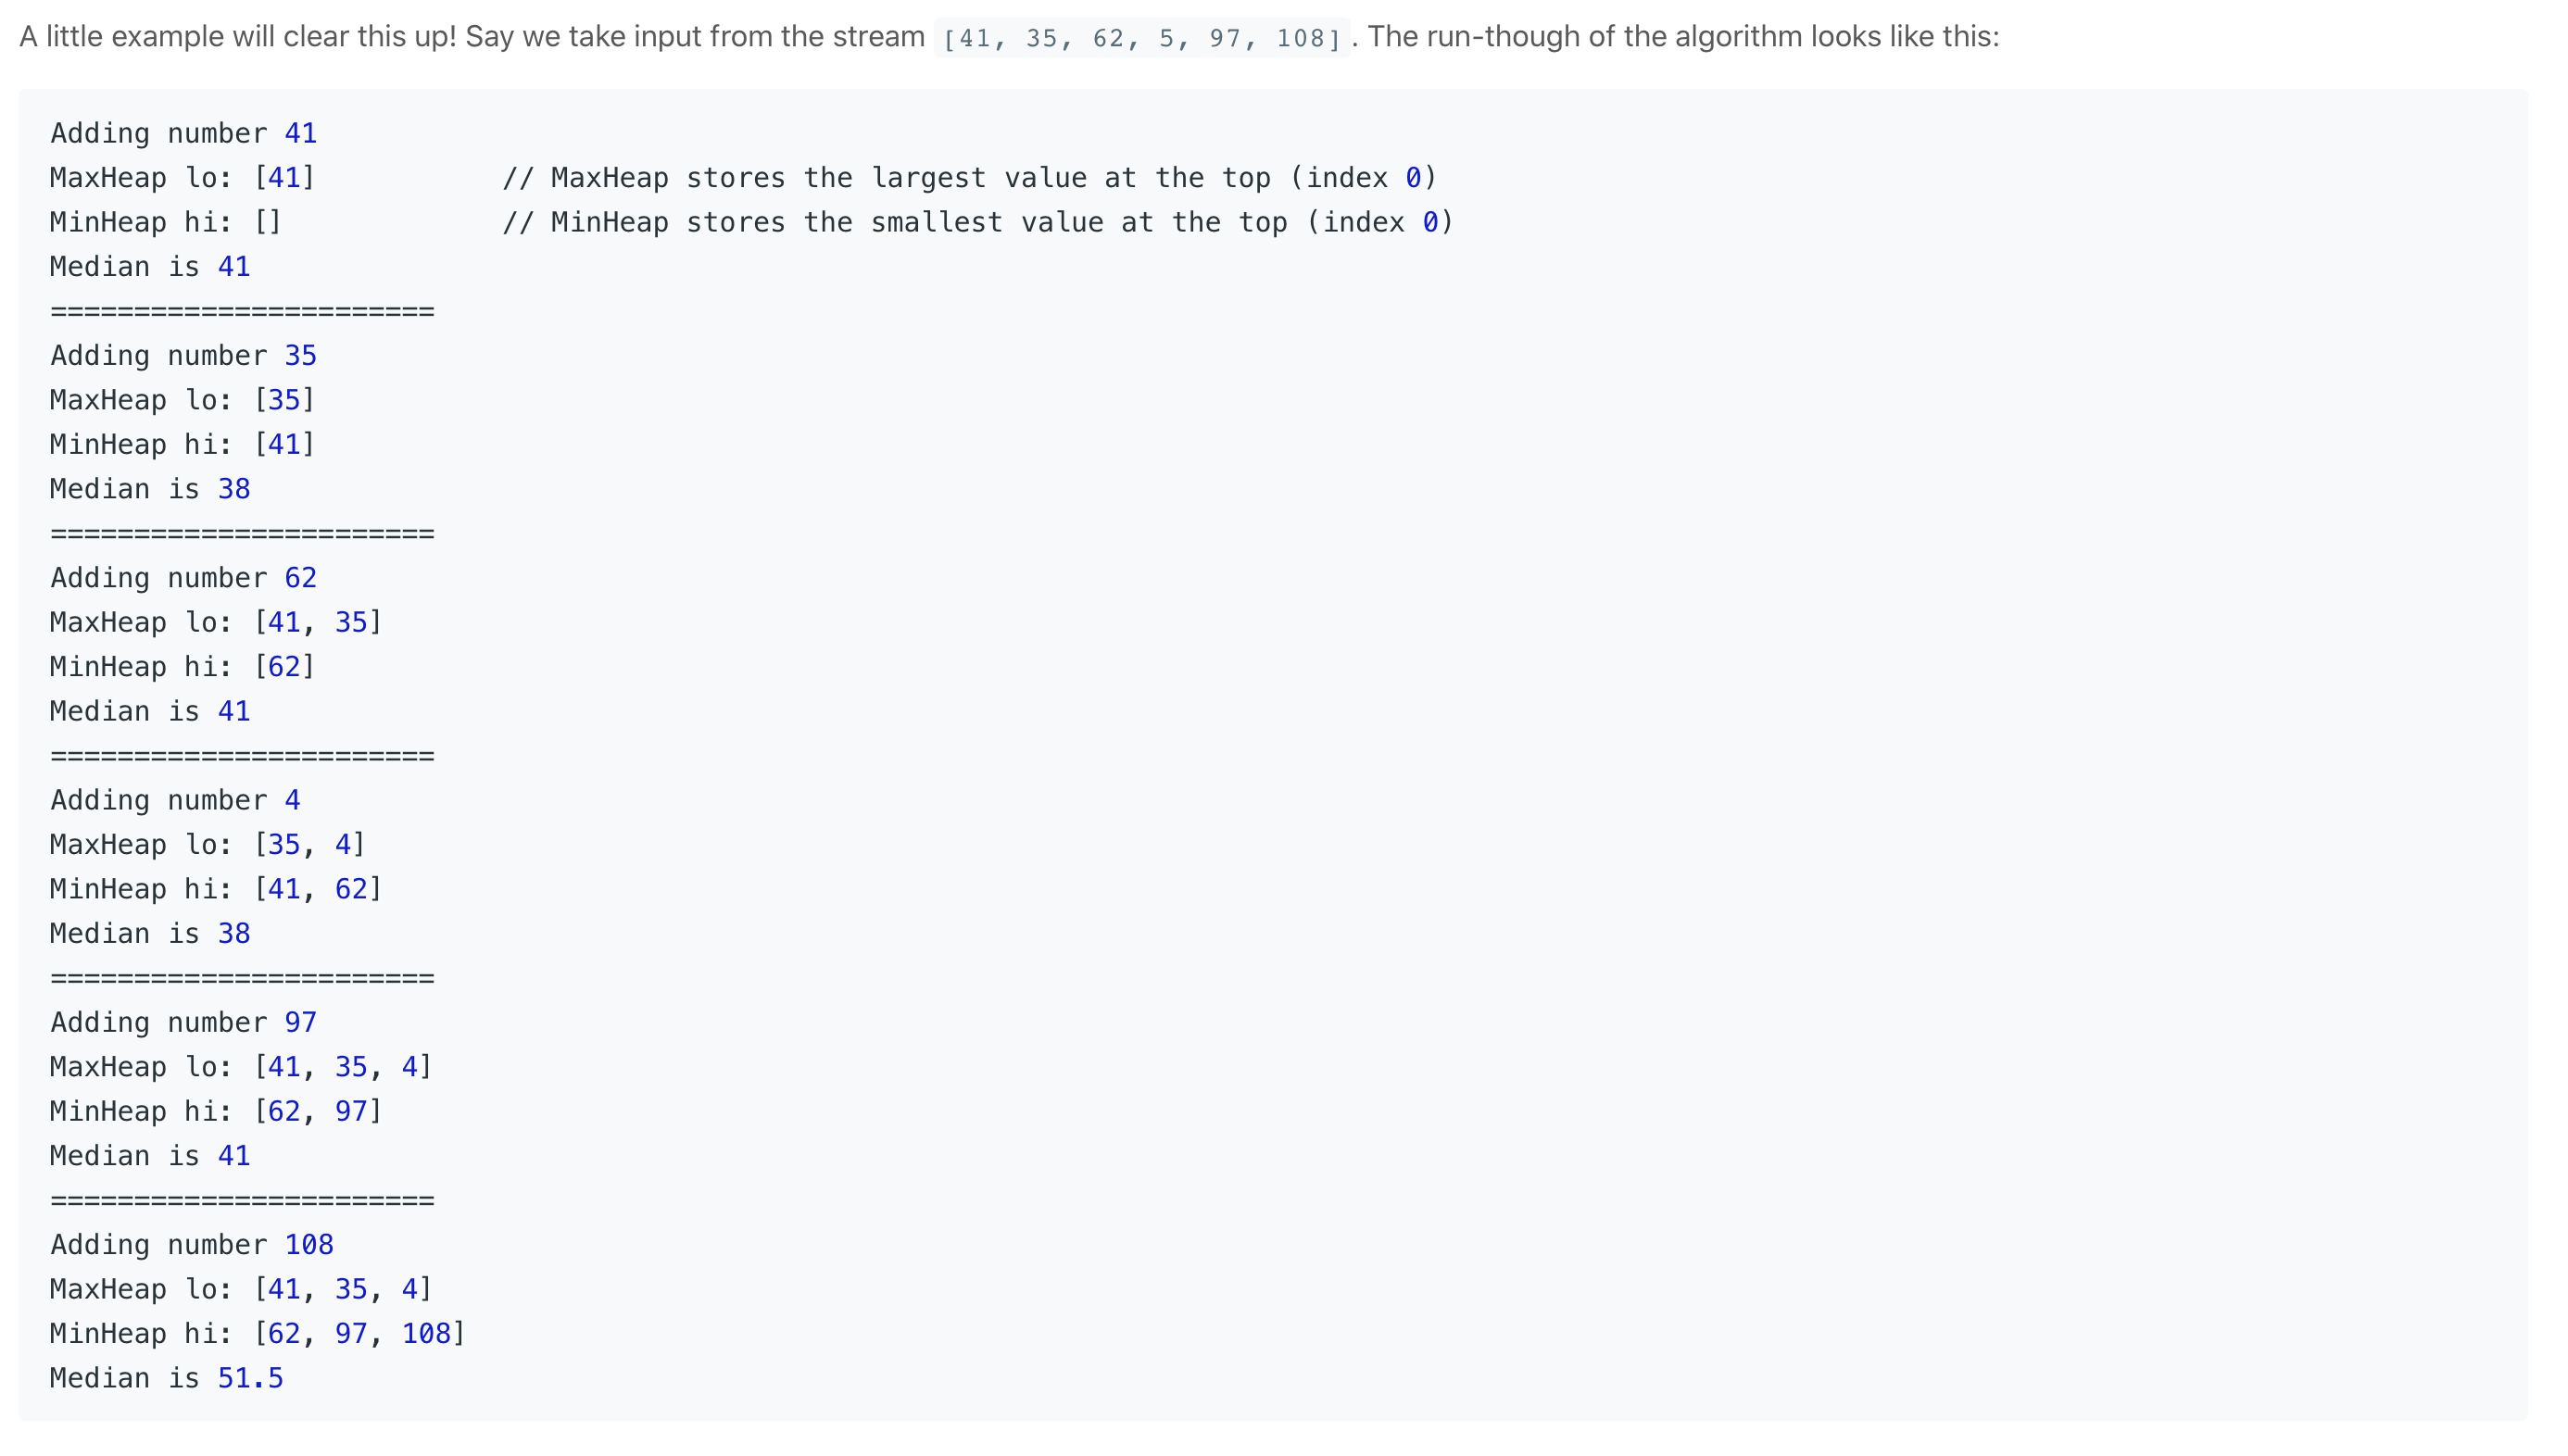 A little example will clear this up! Say we take input from the stream [41, 35, 62, 5, 97, 108]. The run-though of the algorithm looks like this:
Adding number 41
MaxHeap lo: [41]           // MaxHeap stores the largest value at the top (index 0)
MinHeap hi: []             // MinHeap stores the smallest value at the top (index 0)
Median is 41
=======================
Adding number 35
MaxHeap lo: [35]
MinHeap hi: [41]
Median is 38
=======================
Adding number 62
MaxHeap lo: [41, 35]
MinHeap hi: [62]
Median is 41
=======================
Adding number 4
MaxHeap lo: [35, 4]
MinHeap hi: [41, 62]
Median is 38
=======================
Adding number 97
MaxHeap lo: [41, 35, 4]
MinHeap hi: [62, 97]
Median is 41
=======================
Adding number 108
MaxHeap lo: [41, 35, 4]
MinHeap hi: [62, 97, 108]
Median is 51.5